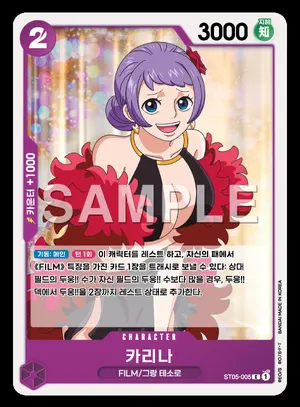 2
3000
지혜
知
카운터 +1000
SAMPLE
기동: 메인 턴 1회 이 캐릭터를 레스트 하고, 자신의 패에서
《FILM》 특징을 가진 카드 1장을 트래시로 보낼 수 있다: 상대
필드의 두웅!! 수가 자신 필드의 두웅!! 수보다 많을 경우, 두웅!!
덱에서 두웅!!을 2장까지 레스트 상태로 추가한다.
CHARACTER
카리나
FILM/그랑 테소로
ST05-005 C 1
BANDAI MADE IN KOREA